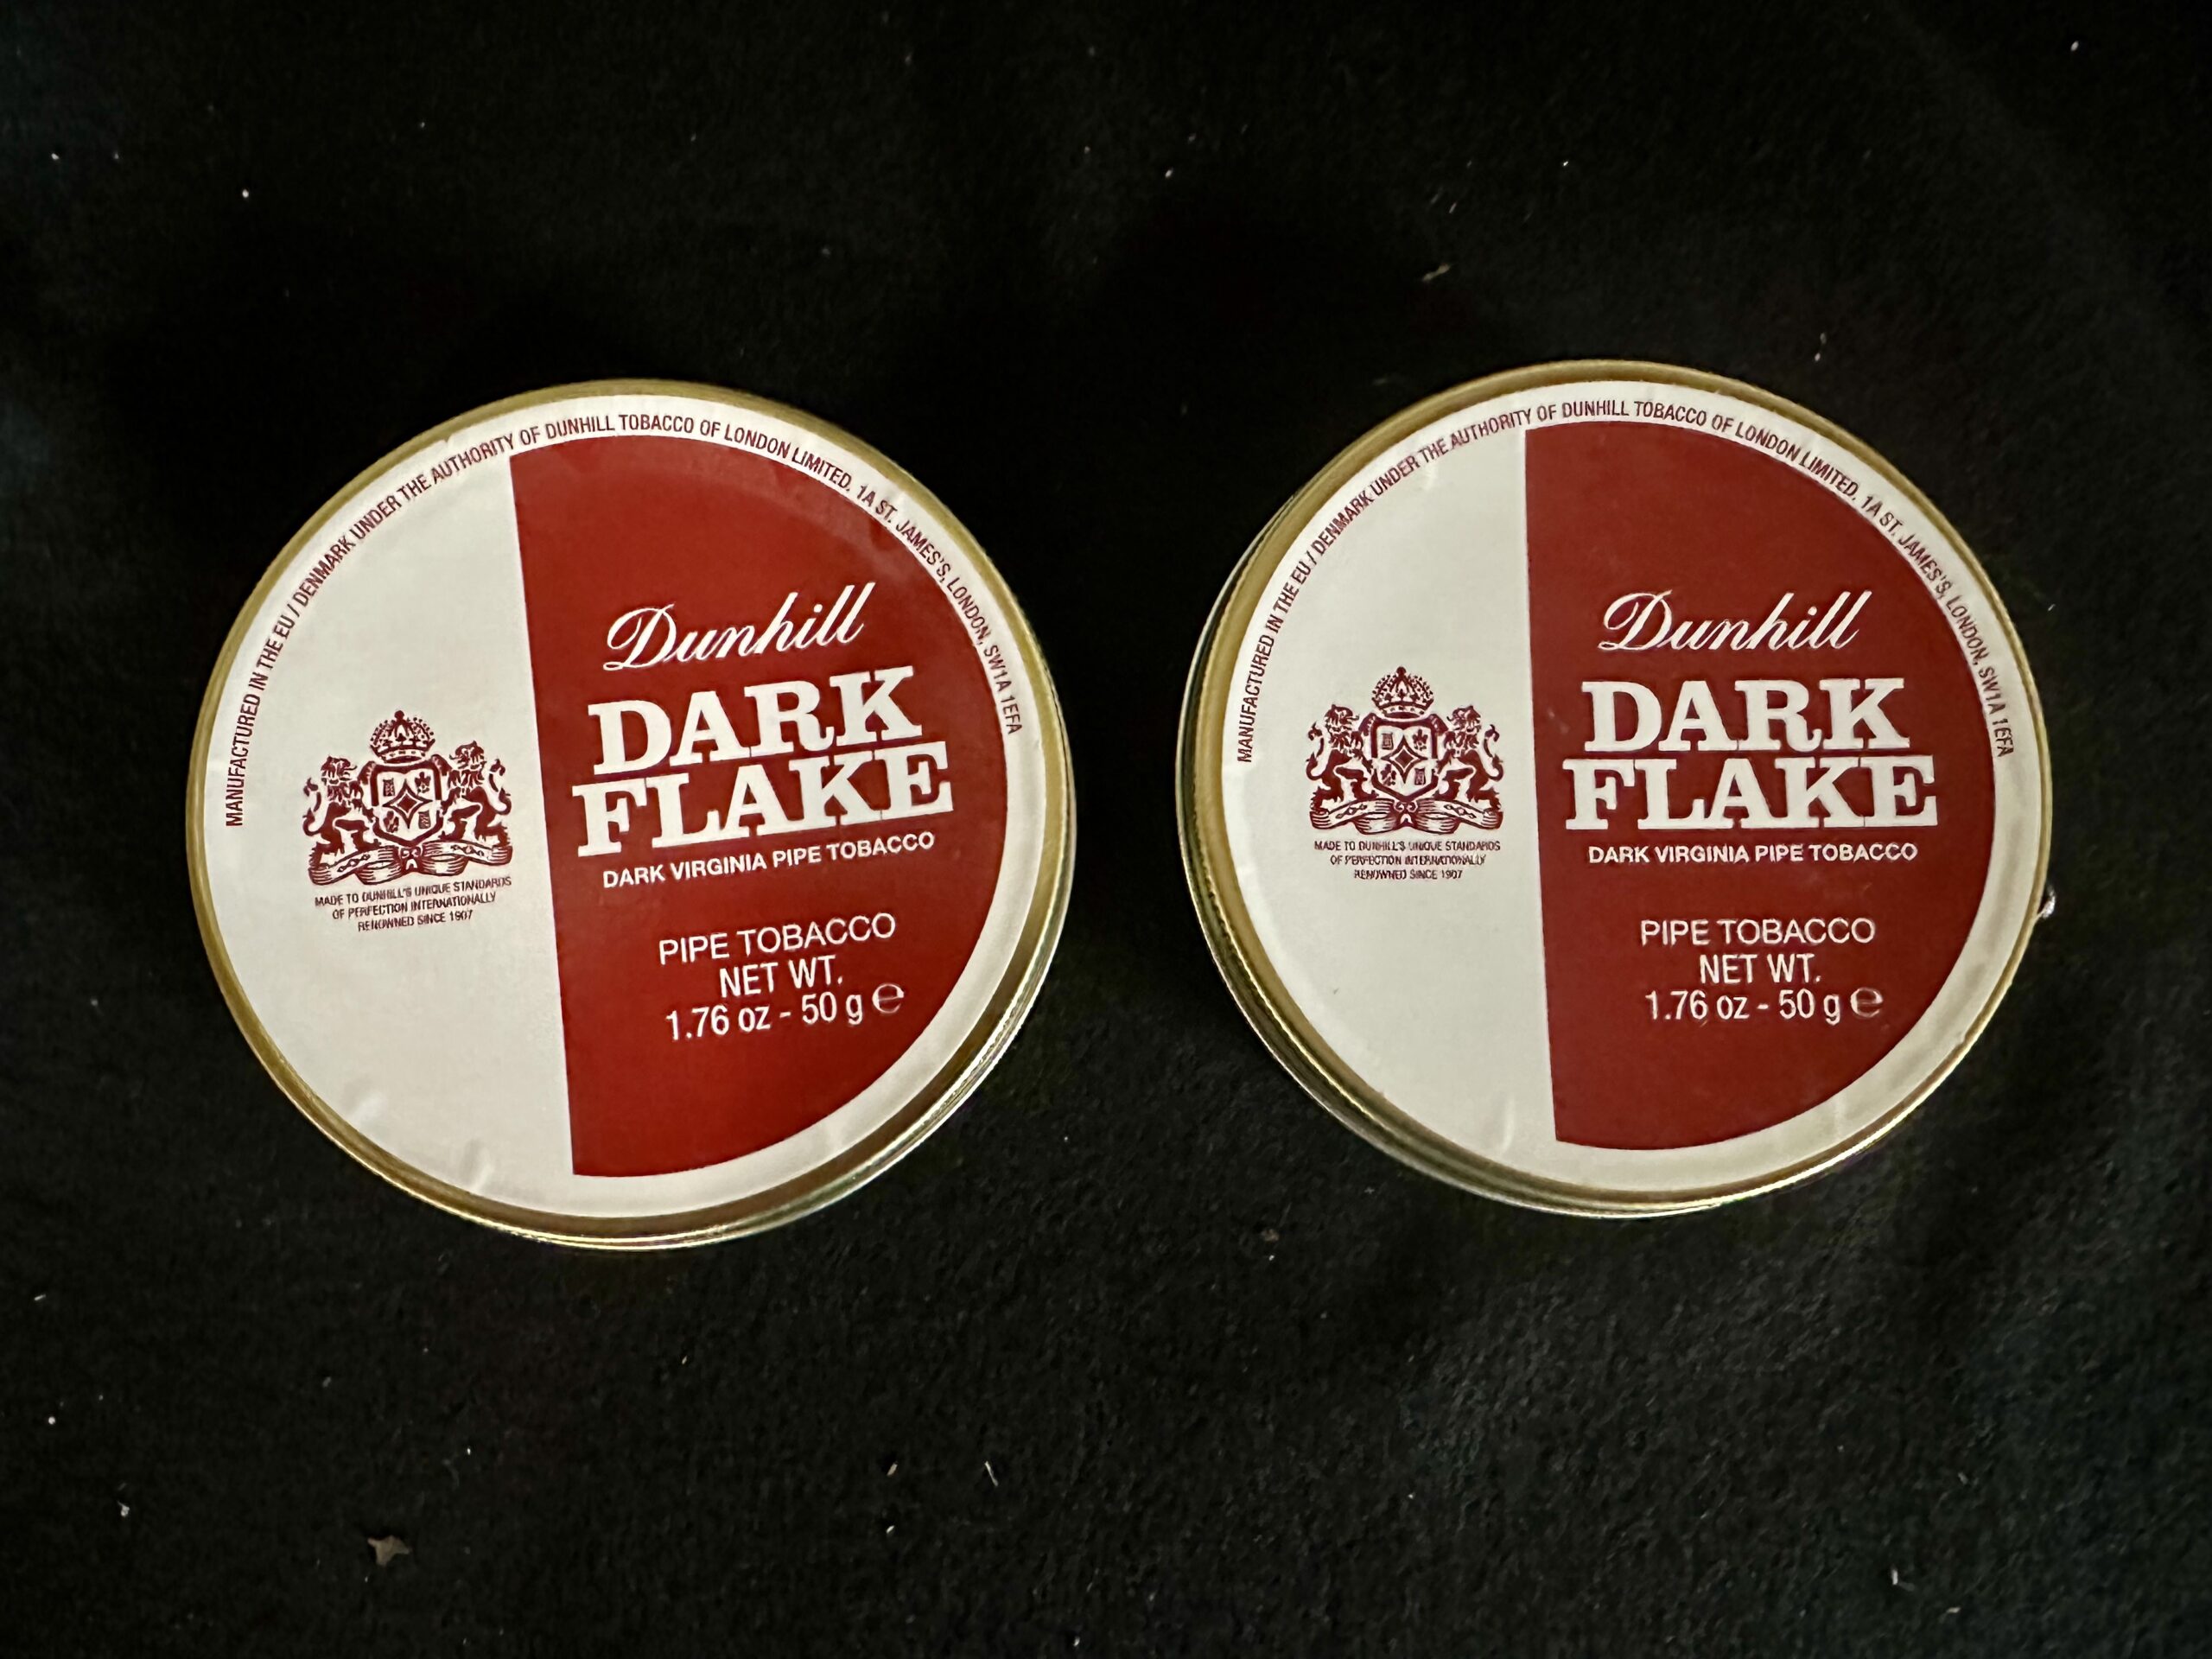 MANUFACTURED IN THE EU / DENMARK UNDER THE AUTHORITY OF DUNHILL TOBACCO OF LONDON LIMITED. 1A ST. JAMES'S, LONDON, SW1A 1EFA
Dunhill
DARK
FLAKE
DARK VIRGINIA PIPE TOBACCO
MADE TO DUNHILL'S UNIQUE STANDARDS
OF PERFECTION INTERNATIONALLY
RENOWNED SINCE 1907
PIPE TOBACCO
NET WT.
1.76 oz - 50 g ℮
MANUFACTURED IN THE EU / DENMARK UNDER THE AUTHORITY OF DUNHILL TOBACCO OF LONDON LIMITED. 1A ST. JAMES'S, LONDON, SW1A 1EFA
Dunhill
DARK
FLAKE
DARK VIRGINIA PIPE TOBACCO
MADE TO DUNHILL'S UNIQUE STANDARDS
OF PERFECTION INTERNATIONALLY
RENOWNED SINCE 1907
PIPE TOBACCO
NET WT.
1.76 oz - 50 g ℮